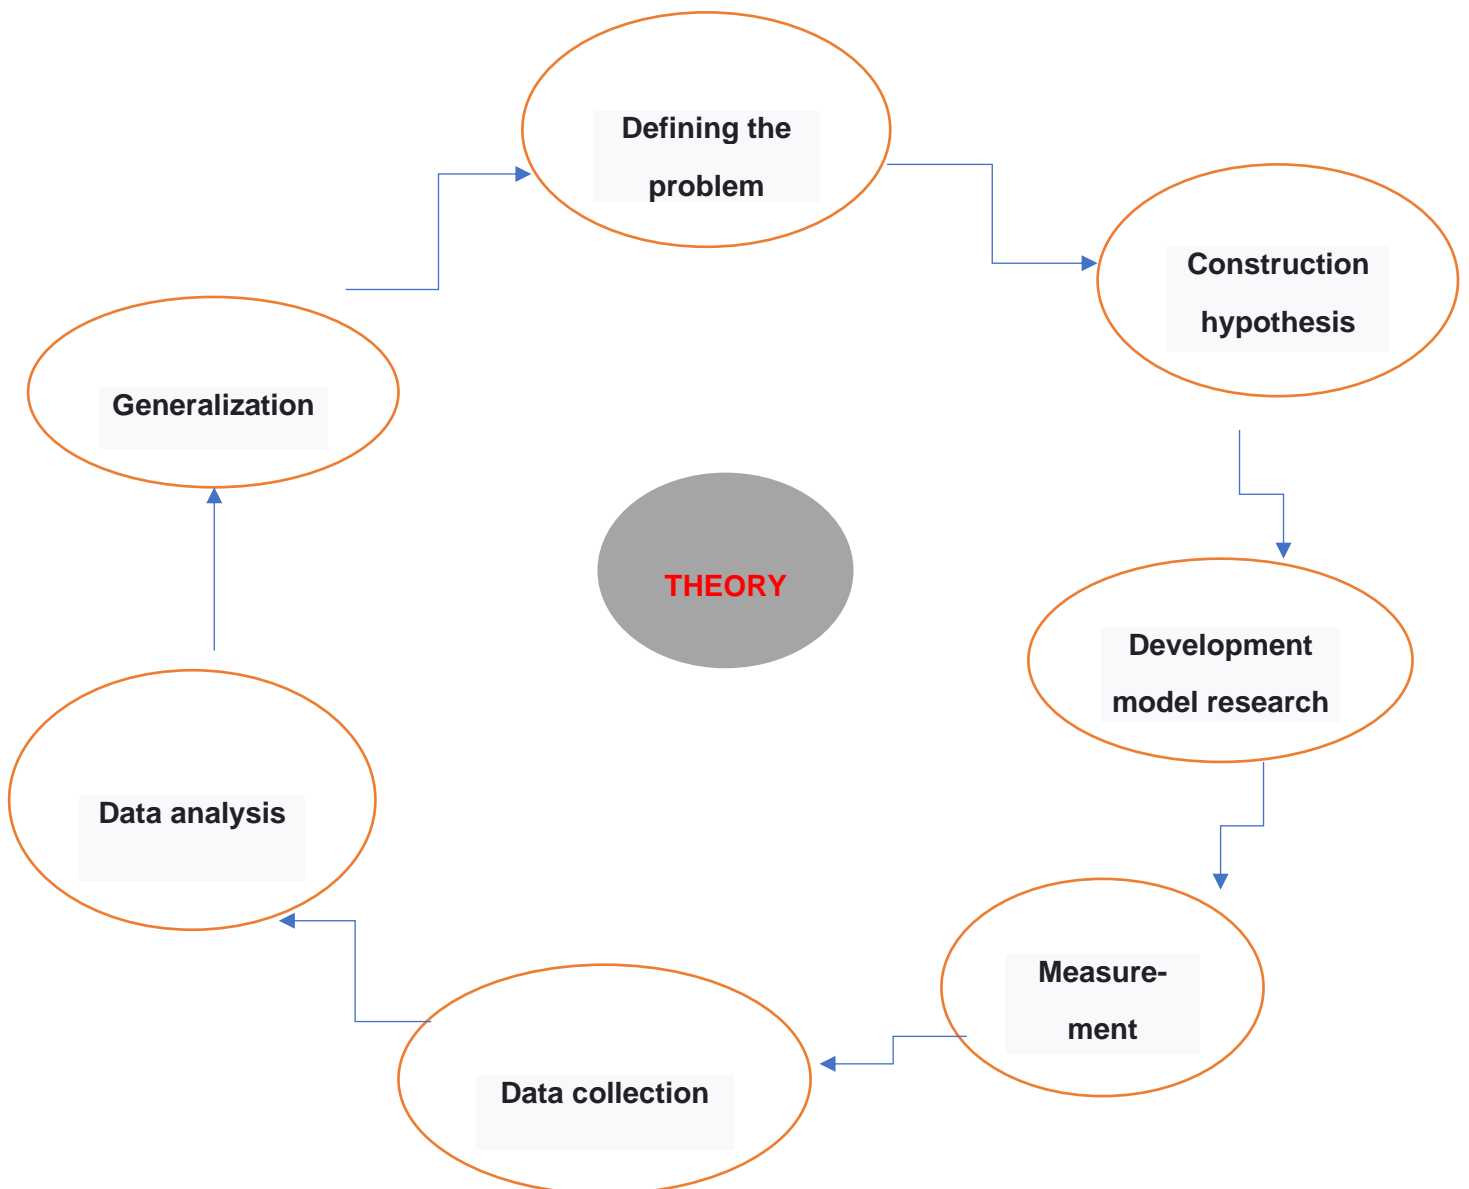 Defining the
problem
Construction
hypothesis
Generalization
THEORY
Development
model research
Data analysis
Measure-
ment
Data collection